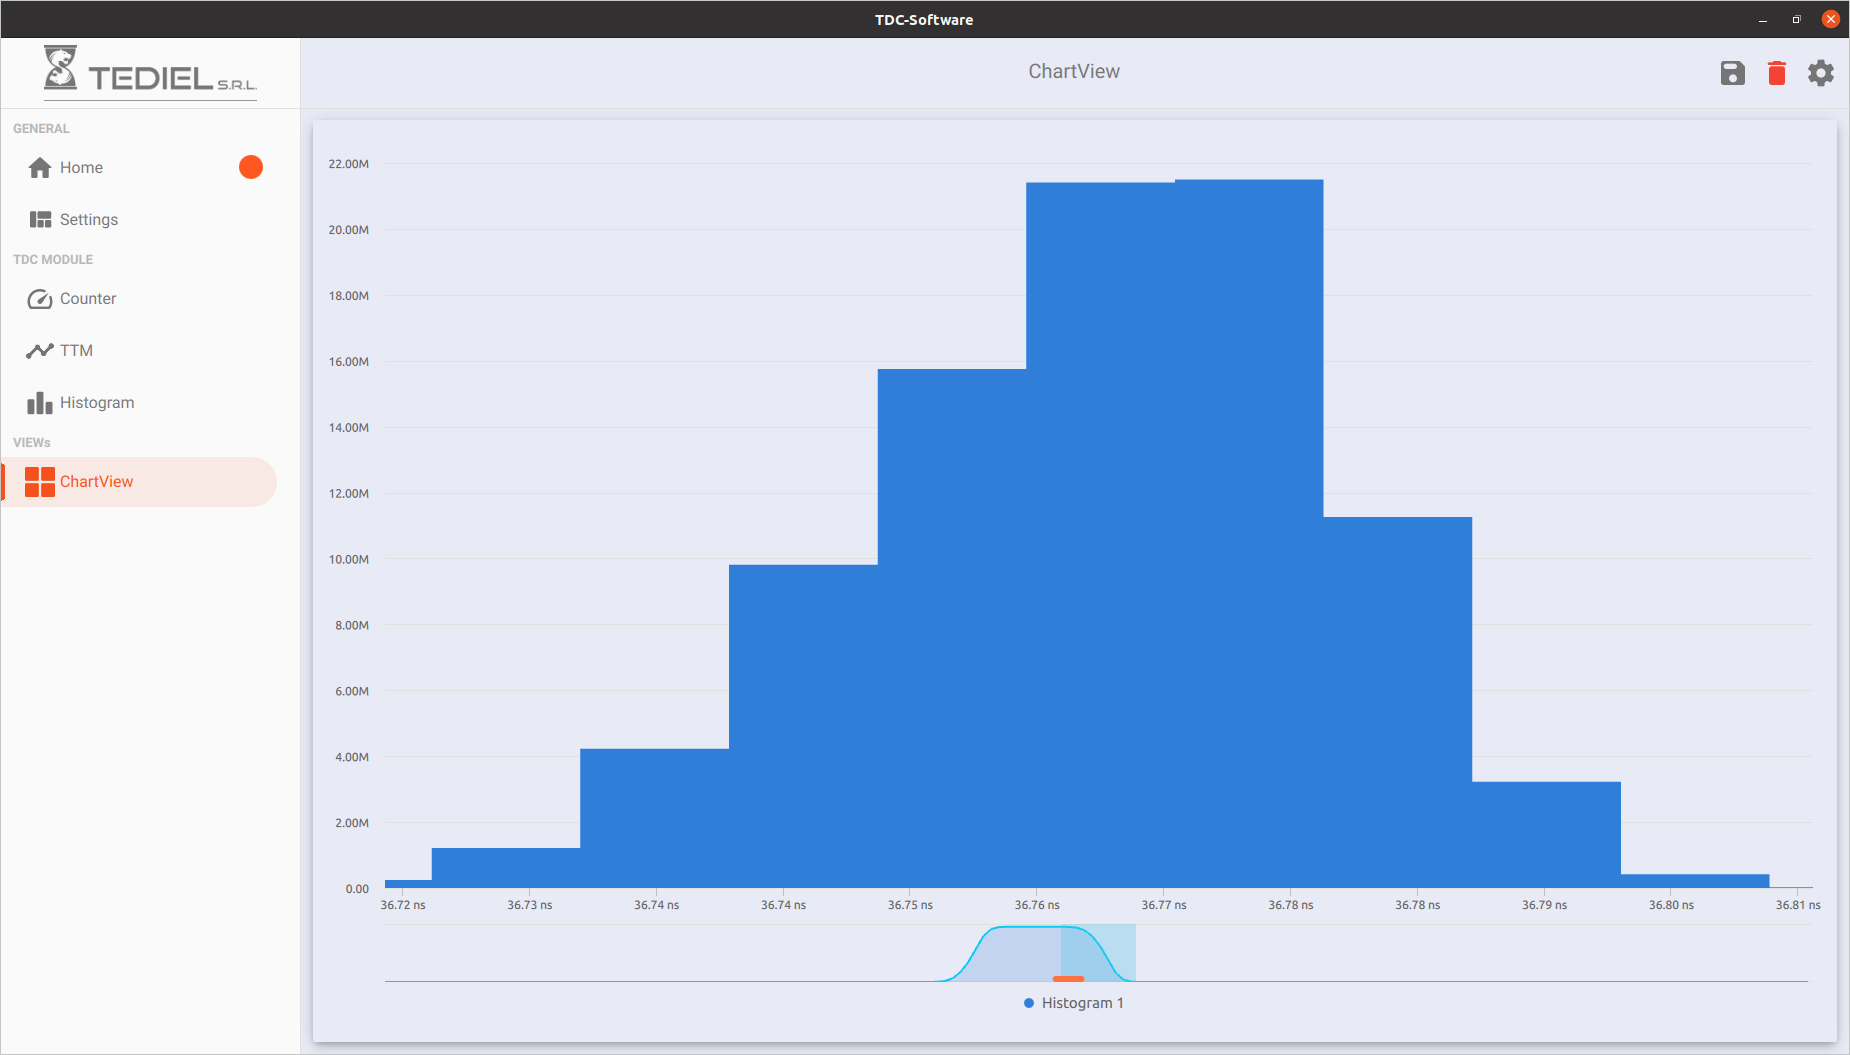 TDC-Software
TEDIEL S.R.L.
ChartView
GENERAL
Home
Settings
TDC MODULE
Counter
TTM
Histogram
VIEWs
ChartView
22.00M
20.00M
18.00M
16.00M
14.00M
12.00M
10.00M
8.00M
6.00M
4.00M
2.00M
0.00
36.72 ns 36.73 ns 36.74 ns 36.74 ns 36.75 ns 36.76 ns 36.77 ns 36.78 ns 36.78 ns 36.79 ns 36.80 ns 36.81 ns
Histogram 1